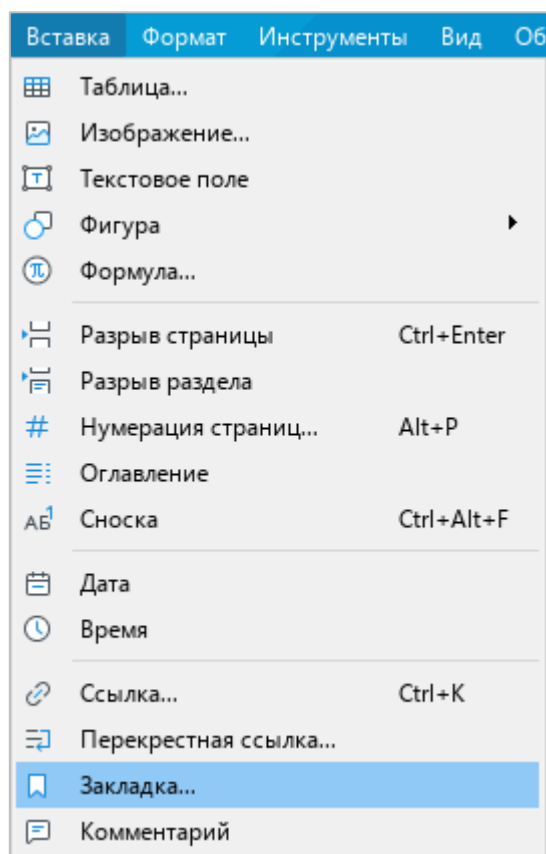 Вставка Формат Инструменты Вид Об
Таблица...
Изображение...
Текстовое поле
Фигура
Формула...
Разрыв страницы Ctrl+Enter
Разрыв раздела
Нумерация страниц... Alt+P
Оглавление
Сноска Ctrl+Alt+F
Дата
Время
Ссылка... Ctrl+K
Перекрестная ссылка...
Закладка...
Комментарий